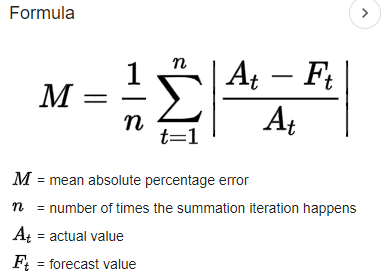 Formula
M = 1/n ∑_{t=1}^{n} |(A_t − F_t)/A_t|
M = mean absolute percentage error
n = number of times the summation iteration happens
A_t = actual value
F_t = forecast value